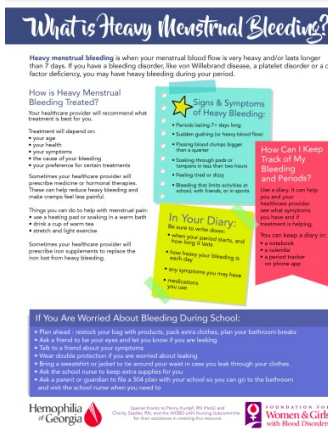 What is Heavy Menstrual Bleeding?
Heavy menstrual bleeding is when your menstrual blood flow is very heavy and/or lasts longer
than 7 days. If you have a bleeding disorder, like von Willebrand disease, a platelet disorder or a c
factor deficiency, you may have heavy bleeding during your period.
How is Heavy Menstrual
Bleeding Treated?
Your healthcare provider will recommend what
treatment is best for you.
Treatment will depend on:
• your age
• your health
• your symptoms
• the cause of your bleeding
• your preference for certain treatments
Sometimes your healthcare provider will
prescribe medicine or hormonal therapies.
These can help reduce heavy bleeding and
make cramps feel less painful.
Things you can do to help with menstrual pain:
• use a heating pad or soaking in a warm bath
• drink a cup of warm tea
• stretch and light exercise
Sometimes your healthcare provider will
prescribe iron supplements to replace the
iron lost from heavy bleeding.
Signs & Symptoms
of Heavy Bleeding:
• Periods lasting 7+ days long
• Sudden gushing (or heavy blood flow)
• Passing blood clumps bigger
than a quarter
• Soaking through pads or
tampons in less than two hours
• Feeling tired or dizzy
• Bleeding that limits activities at
school, with friends, or in sports
In Your Diary:
Be sure to write down:
• when your period starts, and
how long it lasts
• how heavy your bleeding is
each day
• any symptoms you may have
• medications
you use
How Can I Keep
Track of My
Bleeding
and Periods?
Use a diary. It can help
you and your
healthcare provider
see what symptoms
you have and if
treatment is helping.
You can keep a diary in:
• a notebook
• a calendar
• a period tracker
on phone app
If You Are Worried About Bleeding During School:
• Plan ahead - restock your bag with products, pack extra clothes, plan your bathroom breaks
• Ask a friend to be your eyes and let you know if you are leaking
• Talk to a friend about your symptoms
• Wear double protection if you are worried about leaking
• Bring a sweatshirt or jacket to tie around your waist in case you leak through your clothes
• Ask the school nurse to keep extra supplies for you
• Ask a parent or guardian to file a 504 plan with your school so you can go to the bathroom
and visit the school nurse when you need to
Hemophilia
of Georgia
Special thanks to Penny Kumpf, RN
for their assistance in creating this resource
FOUNDATION FOR
Women & Girls
with Blood Disorders